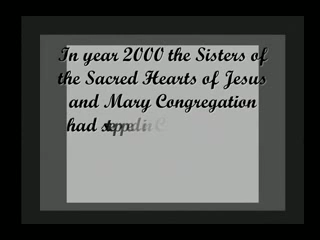 In year 2000 the Sisters of
the Sacred Hearts of Jesus
and Mary Congregation
had